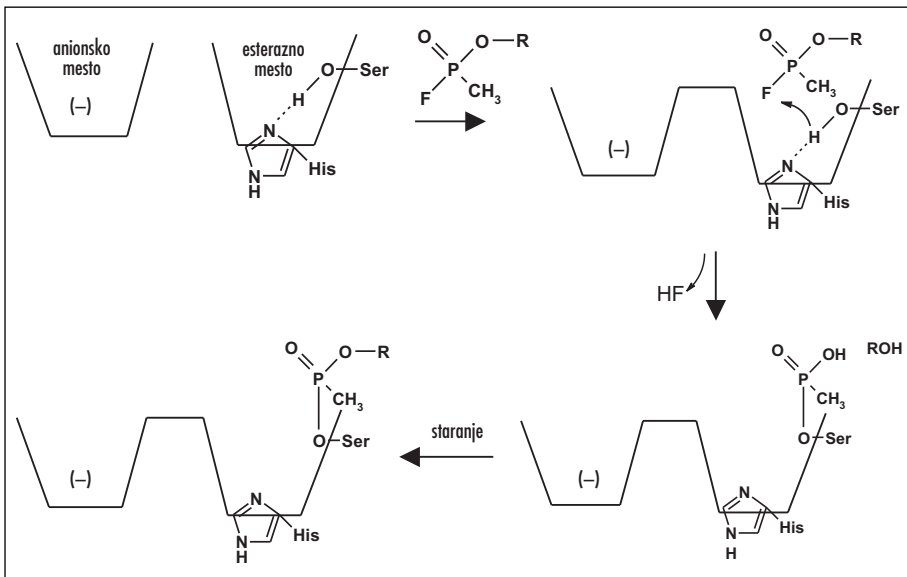 anionsko
mesto
(–)
esterazno
mesto
H
O
Ser
N
NH
His
O
O
R
P
F
CH3
O
O
R
P
F
CH3
H
O
Ser
(–)
N
N
H
His
HF
O
O
R
P
CH3
O
Ser
(–)
N
N
H
His
staranje
O
OH
ROH
P
CH3
O
Ser
(–)
N
N
H
His